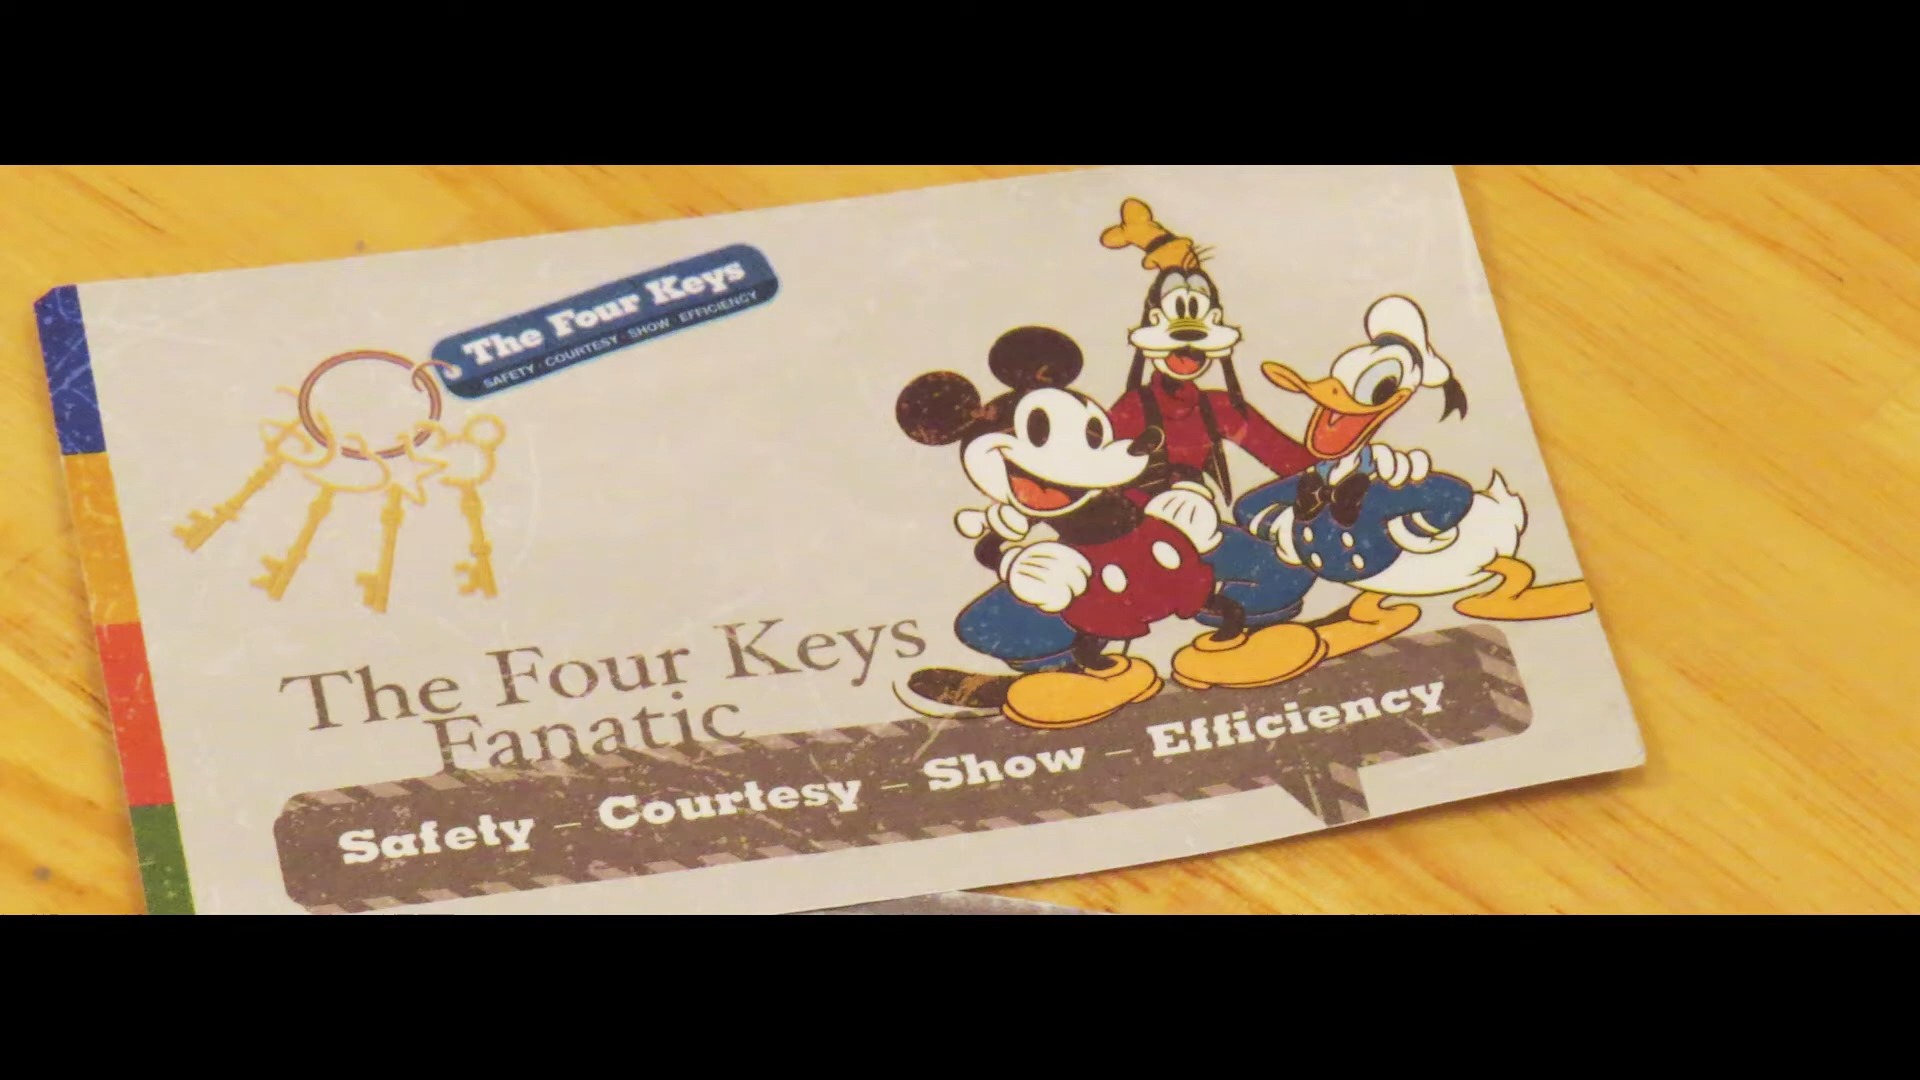 The Four Keys
SAFETY · COURTESY · SHOW · EFFICIENCY
The Four Keys
Fanatic
Safety – Courtesy – Show – Efficiency